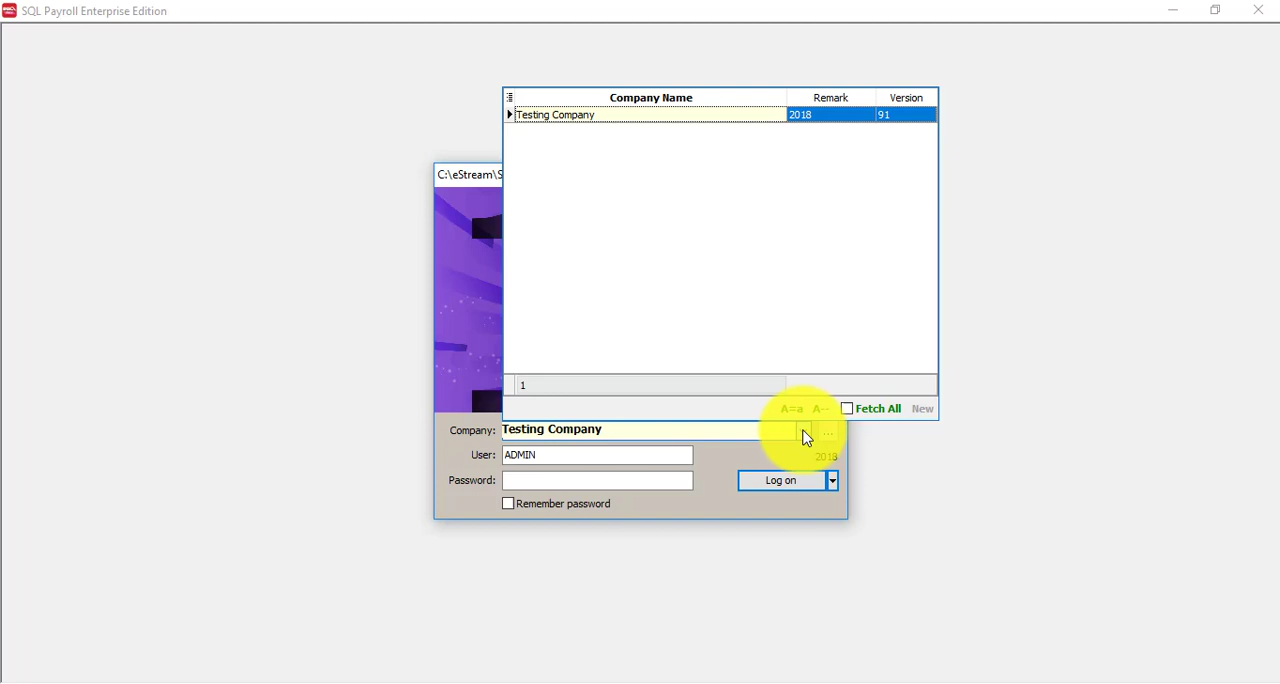 SQL Payroll Enterprise Edition
Company Name Remark Version
Testing Company 2018 91
C:\eStream\S
1
A=a A-- Fetch All New
Company: Testing Company ...
User: ADMIN 2018
Password: Log on
Remember password